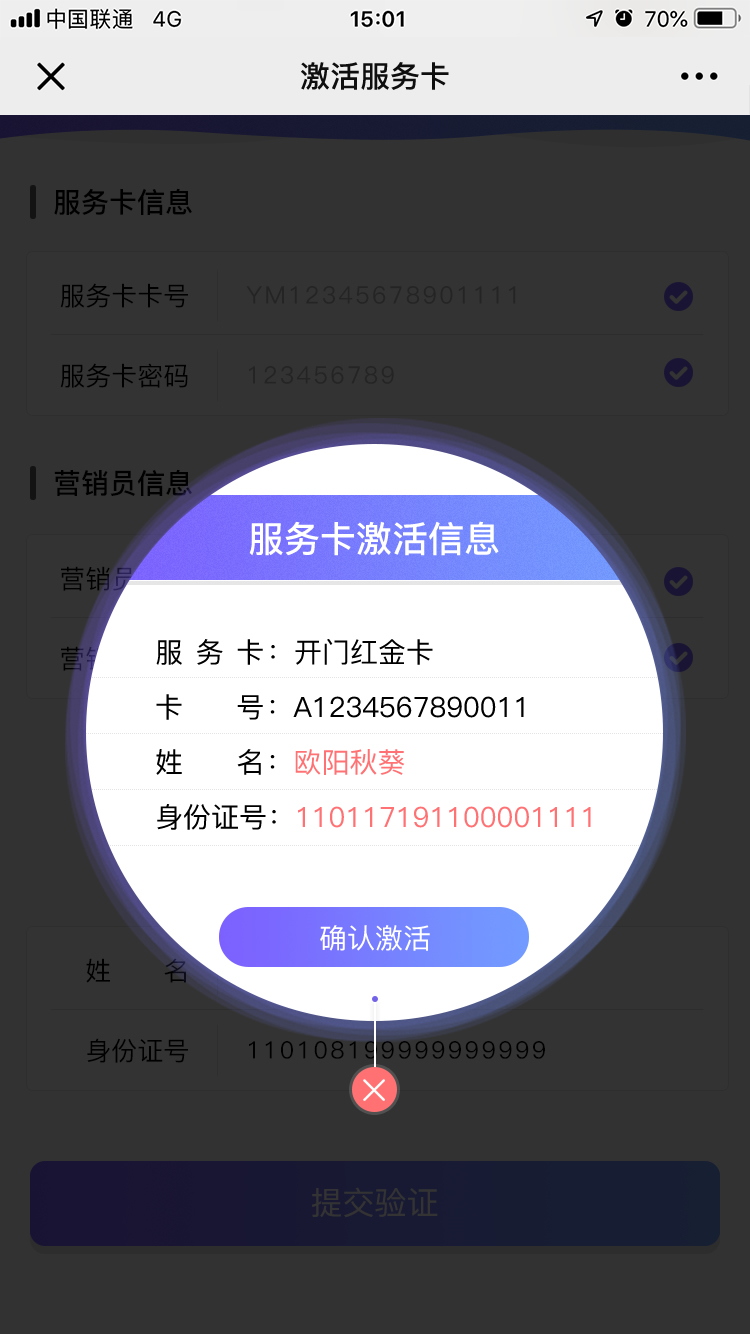 中国联通 4G 15:01 70%
激活服务卡
服务卡信息
服务卡卡号 YM12345678901111
服务卡密码 123456789
营销员信息
服务卡激活信息
营销员
营
服务卡：开门红金卡
卡号：A1234567890011
姓名：欧阳秋葵
身份证号：110117191100001111
确认激活
姓名
身份证号 110108199999999999
提交验证